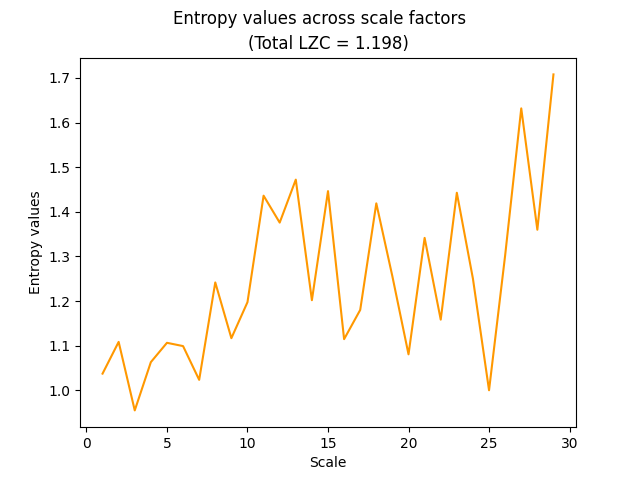 Entropy values across scale factors
(Total LZC = 1.198)
1.7
1.6
1.5
1.4
1.3
1.2
1.1
1.0
Entropy values
0 5 10 15 20 25 30
Scale